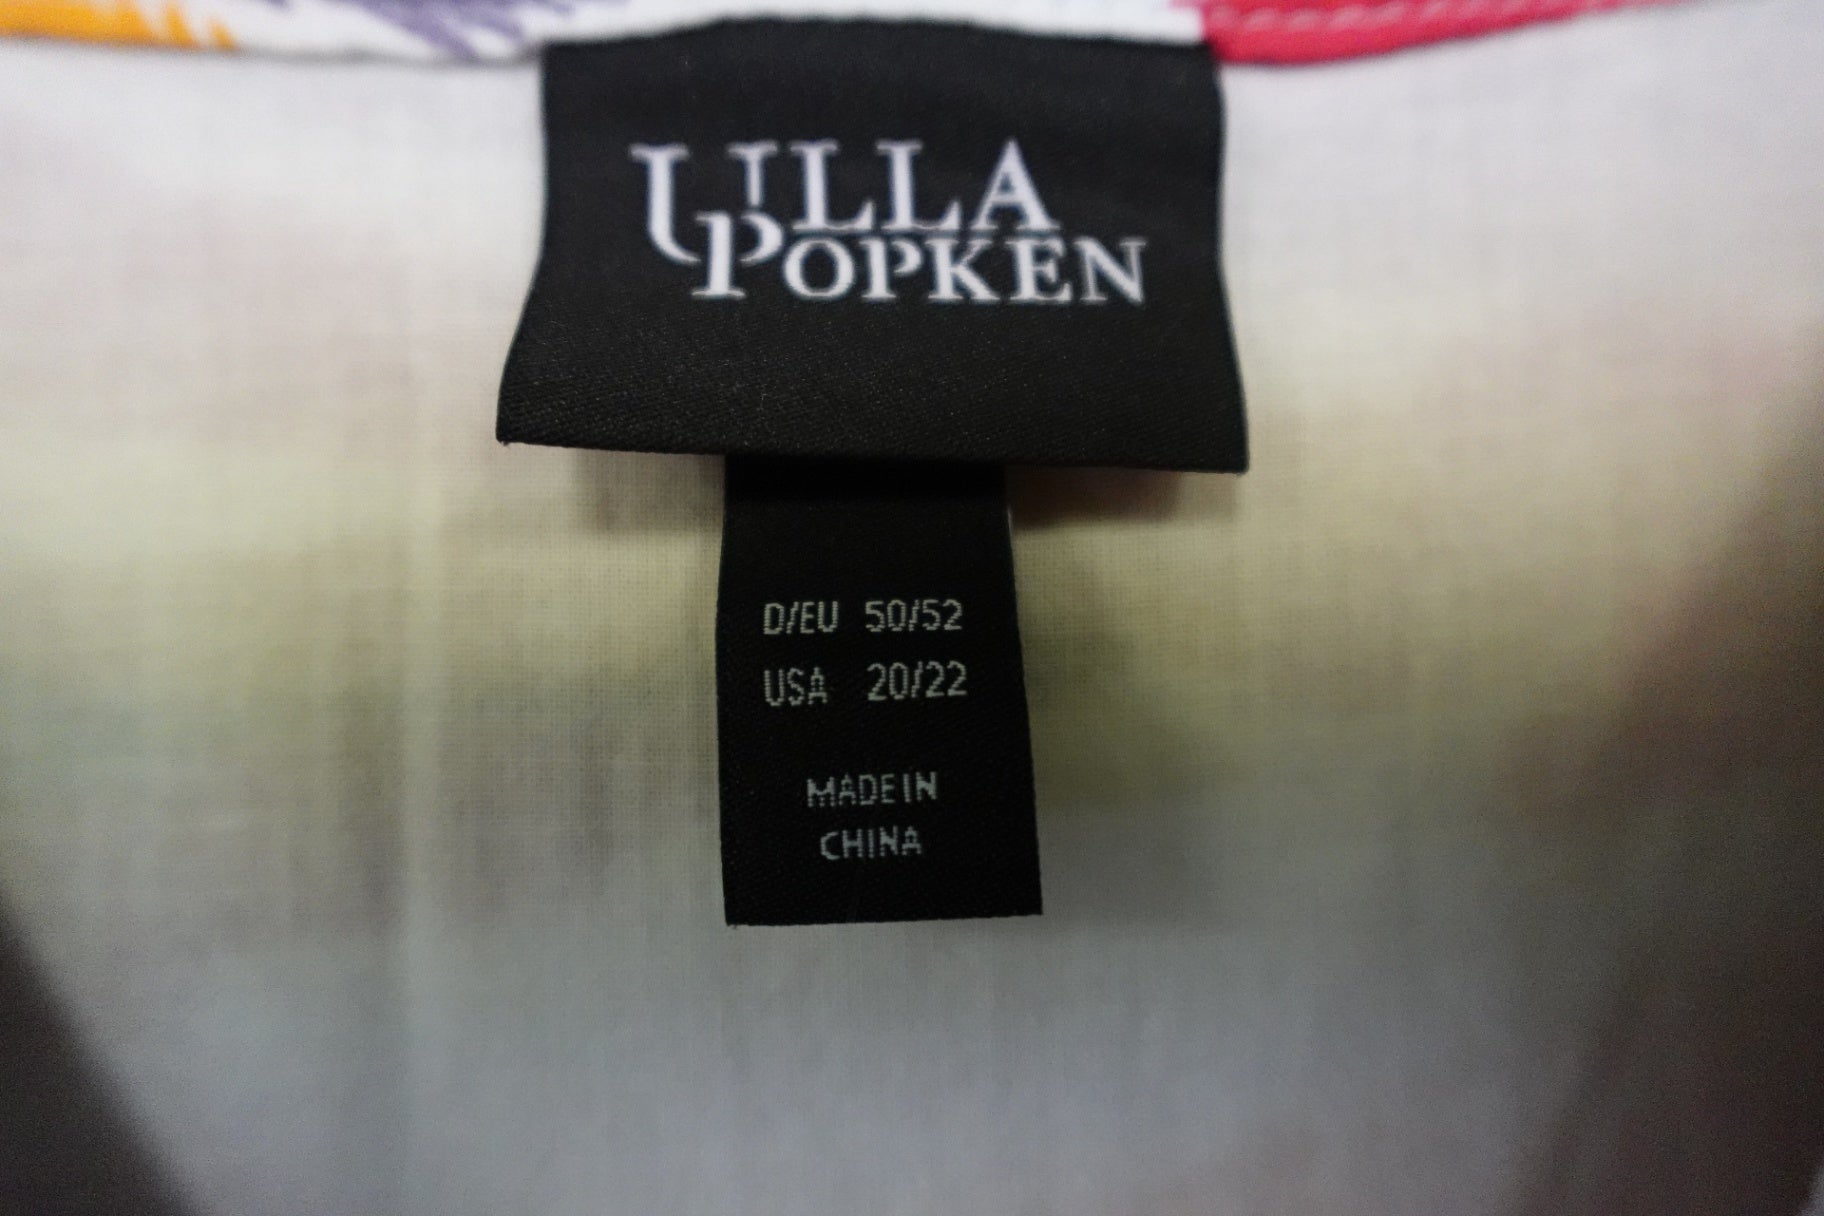 ULLA
POPKEN
D/EU 50/52
USA 20/22
MADE IN
CHINA